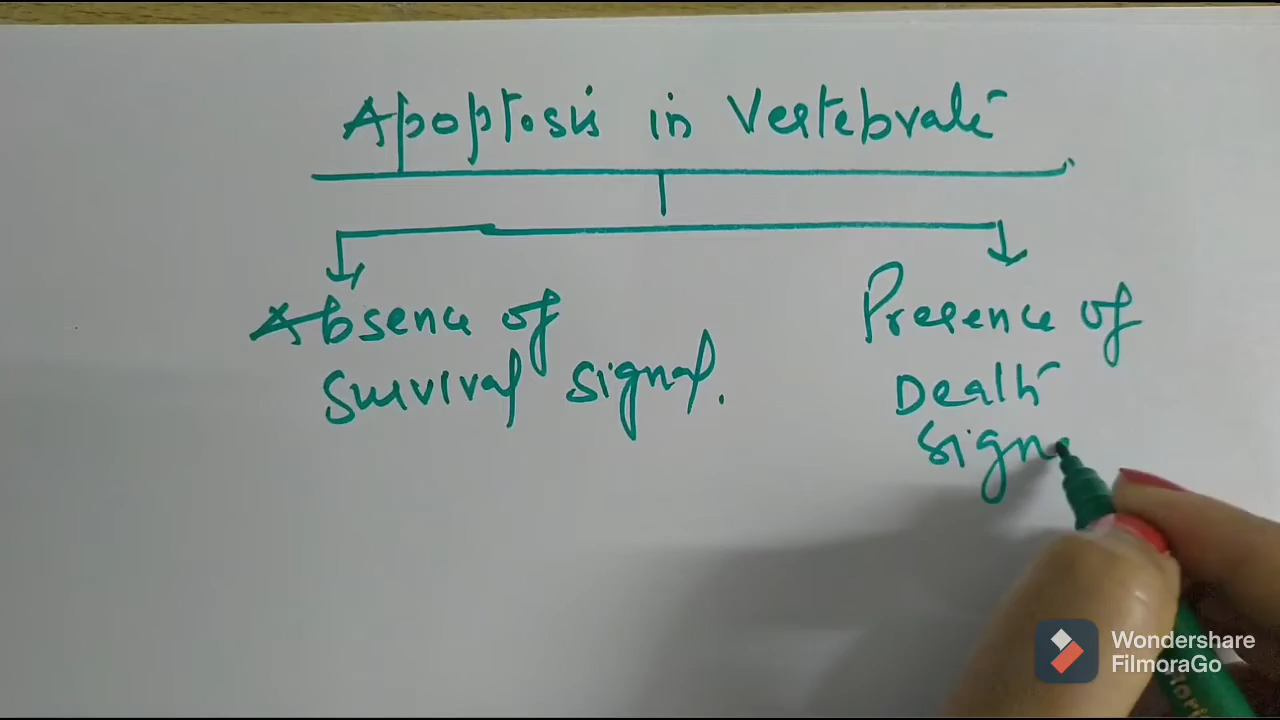 Apoptosis in Vertebrate
Absence of
Survival signal.
Presence of
Death
Sign
Wondershare
FilmoraGo